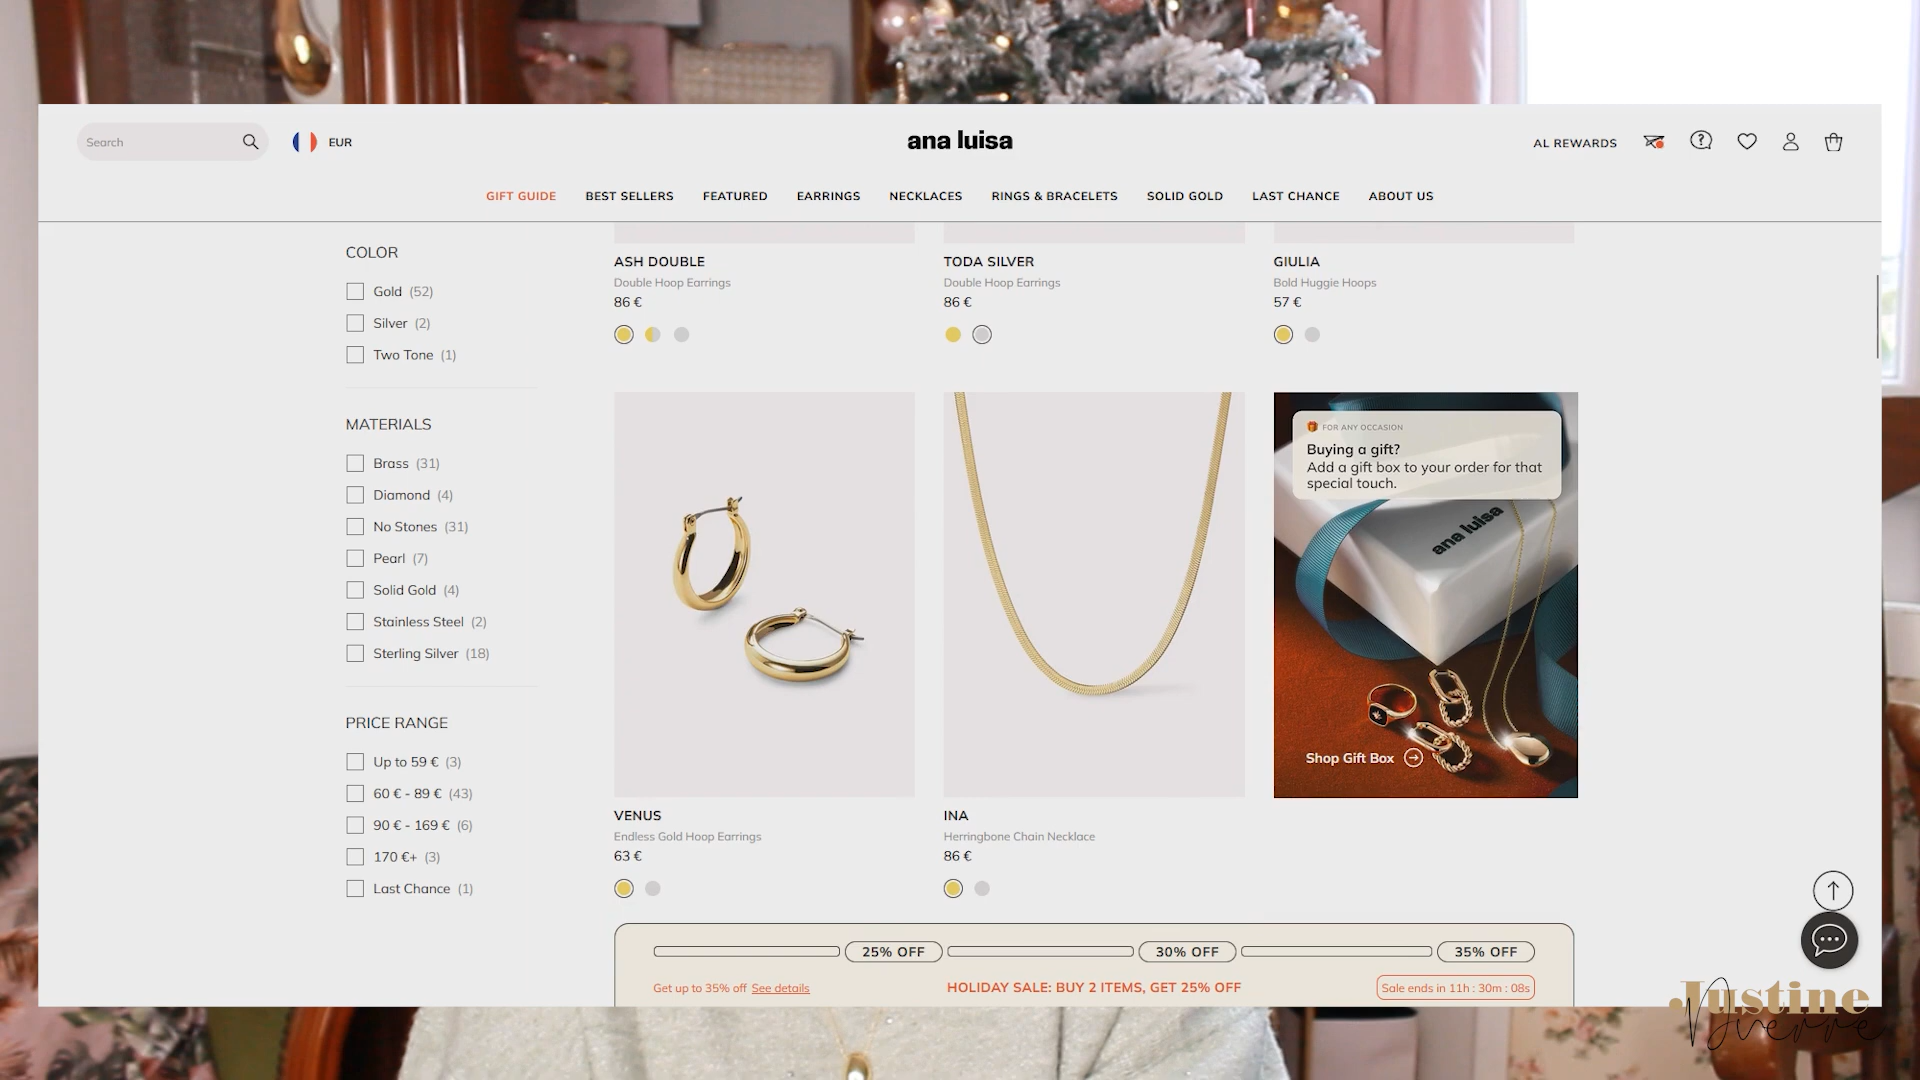 Search
EUR
ana luisa
AL REWARDS
GIFT GUIDE BEST SELLERS FEATURED EARRINGS NECKLACES RINGS & BRACELETS SOLID GOLD LAST CHANCE ABOUT US
COLOR
Gold (52)
Silver (2)
Two Tone (1)
MATERIALS
Brass (31)
Diamond (4)
No Stones (31)
Pearl (7)
Solid Gold (4)
Stainless Steel (2)
Sterling Silver (18)
PRICE RANGE
Up to 59 € (3)
60 € - 89 € (43)
90 € - 169 € (6)
170 €+ (3)
Last Chance (1)
ASH DOUBLE
Double Hoop Earrings
86 €
TODA SILVER
Double Hoop Earrings
86 €
GIULIA
Bold Huggie Hoops
57 €
FOR ANY OCCASION
Buying a gift?
Add a gift box to your order for that
special touch.
ana luisa
Shop Gift Box
VENUS
Endless Gold Hoop Earrings
63 €
INA
Herringbone Chain Necklace
86 €
25% OFF 30% OFF 35% OFF
Get up to 35% off See details
HOLIDAY SALE: BUY 2 ITEMS, GET 25% OFF
Sale ends in 11h : 30m : 08s
Justine